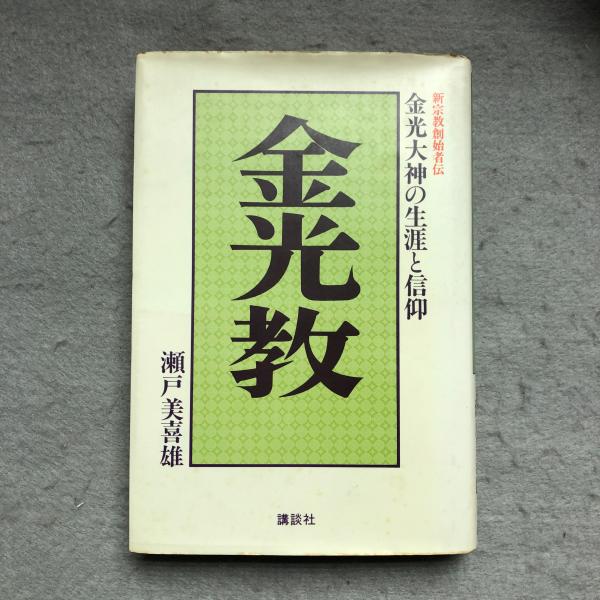 新宗教創始者伝
金光大神の生涯と信仰
金光教
瀬戸美喜雄
講談社